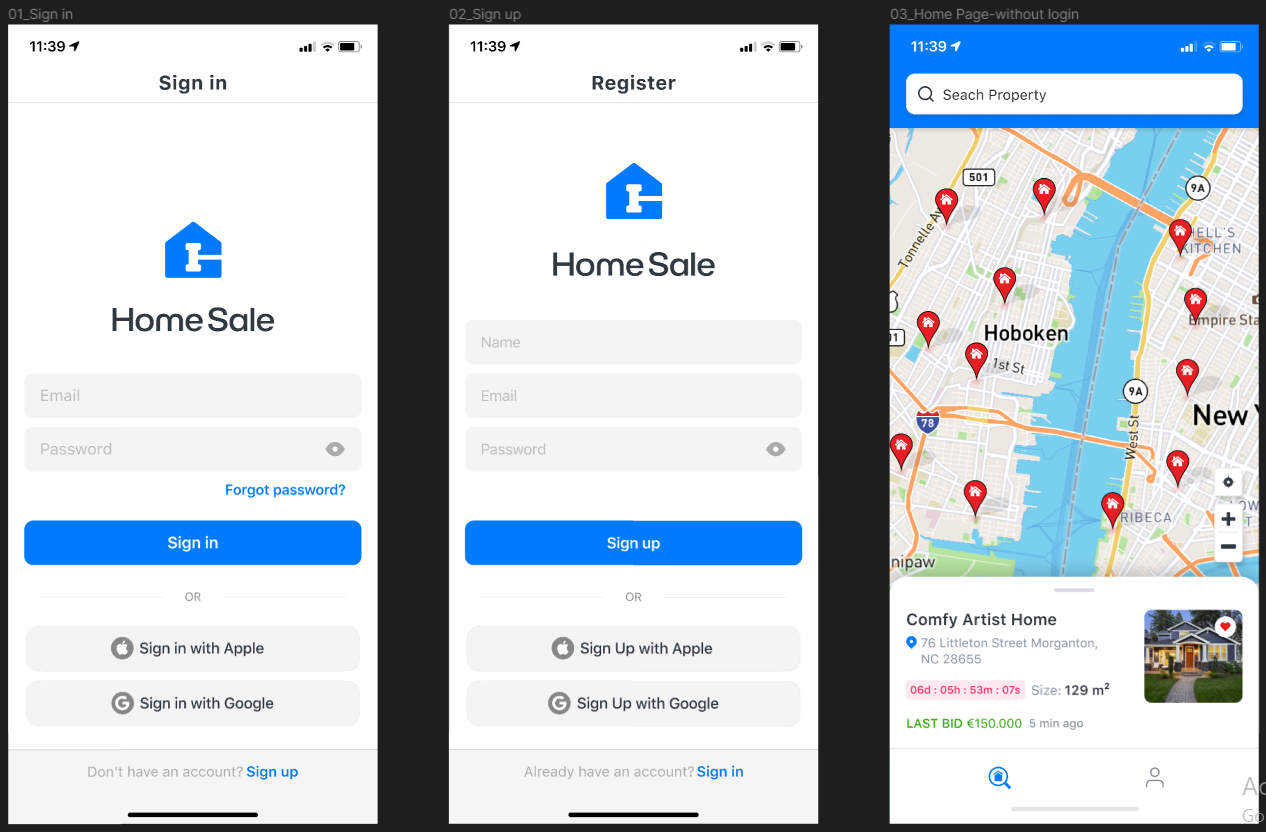 01_Sign in
11:39
Sign in
Home Sale
Email
Password
Forgot password?
Sign in
OR
Sign in with Apple
G Sign in with Google
Don't have an account? Sign up
02_Sign up
11:39
Register
Home Sale
Name
Email
Password
Sign up
OR
Sign Up with Apple
G Sign Up with Google
Already have an account? Sign in
03_Home Page-without login
11:39
Seach Property
501
9A
Tonnelle Av
HELL'S
KITCHEN
Empire Sta
Hoboken
1st St
9A
78
New Y
West St
RIBECA
LOW
T
nipaw
Comfy Artist Home
76 Littleton Street Morganton,
NC 28655
06d : 05h : 53m : 07s Size: 129 m²
LAST BID €150.000 5 min ago
Ac
Go